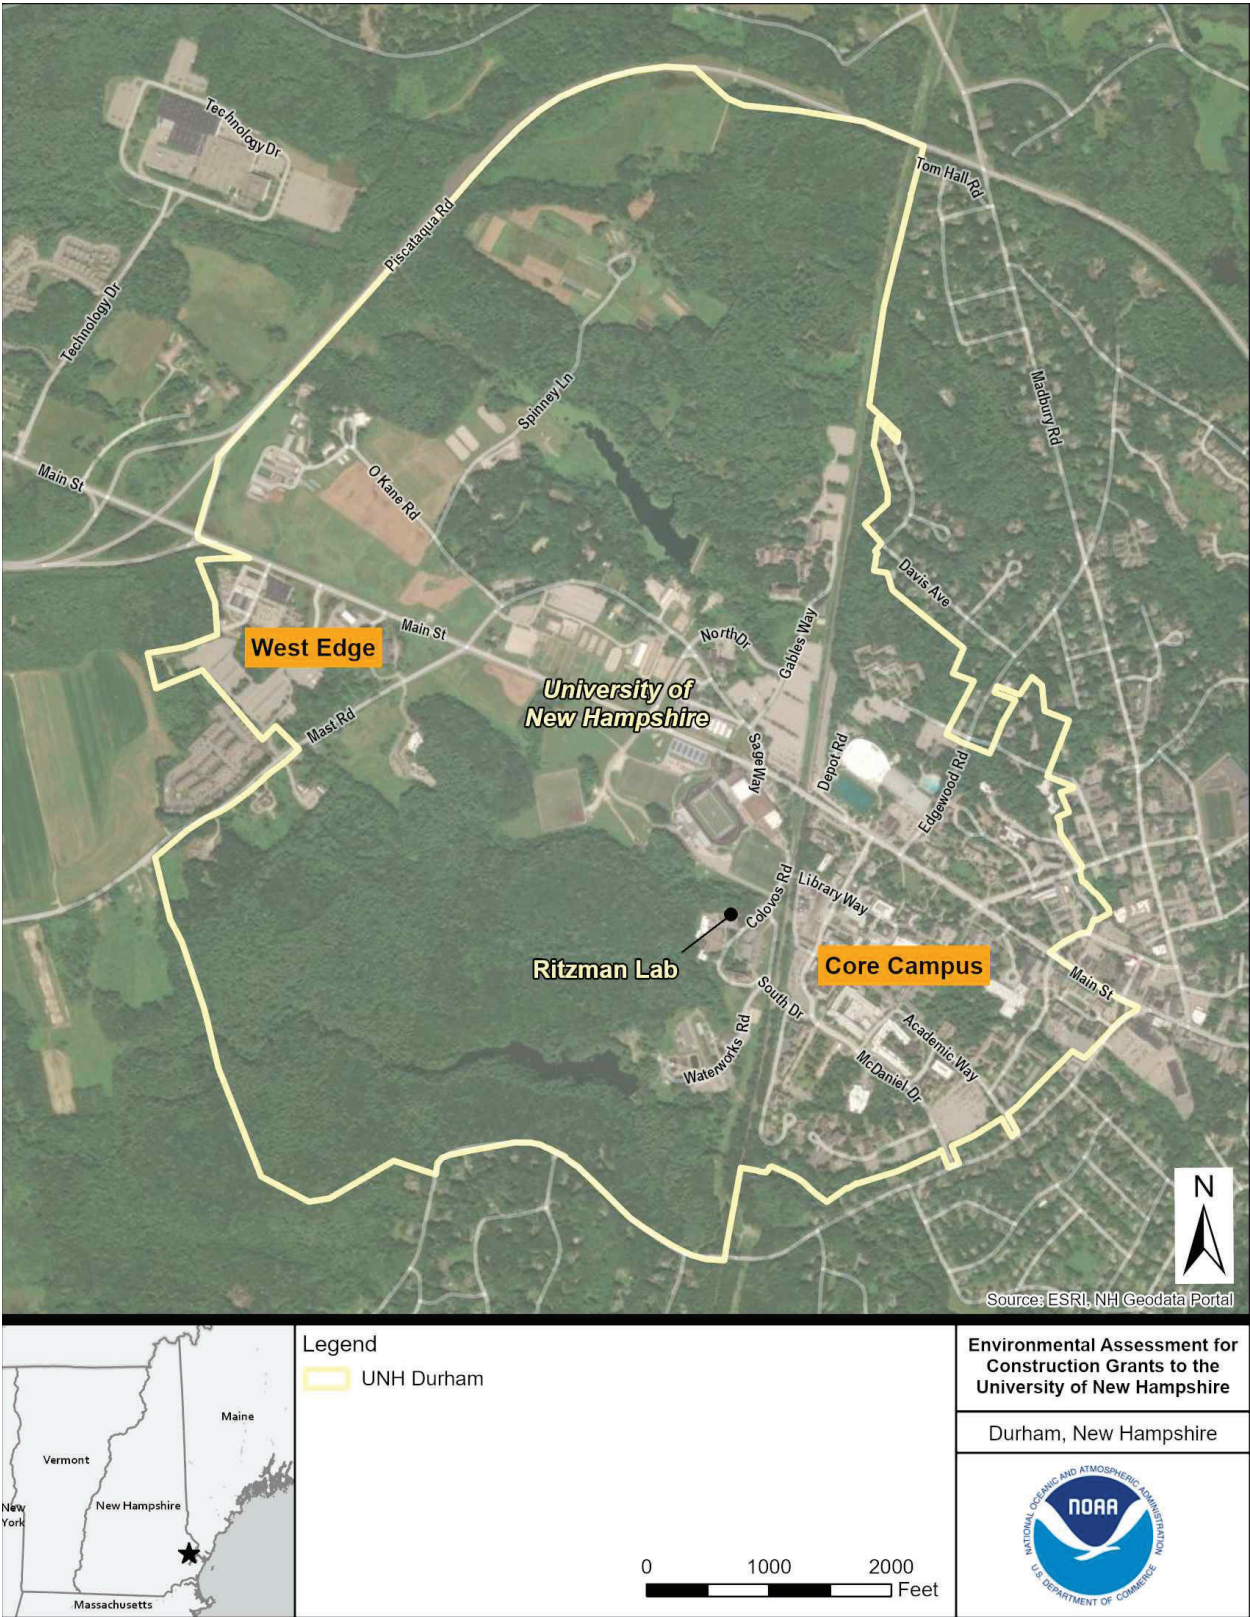 Technology Dr
Tom Hall Rd
Piscataqua Rd
Technology Dr
Madbury Rd
Spinney Ln
Main St
O Kane Rd
Davis Ave
Main St
North Dr
Gables Way
West Edge
University of
New Hampshire
Mast Rd
Sage Way
Depot Rd
Edgewood Rd
Library Way
Colovos Rd
Ritzman Lab
Core Campus
Main St
South Dr
Academic Way
Waterworks Rd
McDaniel Dr
N
Source: ESRI, NH Geodata Portal
Legend
UNH Durham
Maine
Vermont
New Hampshire
New
York
Massachusetts
0 1000 2000
Feet
Environmental Assessment for
Construction Grants to the
University of New Hampshire
Durham, New Hampshire
NATIONAL OCEANIC AND ATMOSPHERIC ADMINISTRATION
NOAA
U.S. DEPARTMENT OF COMMERCE